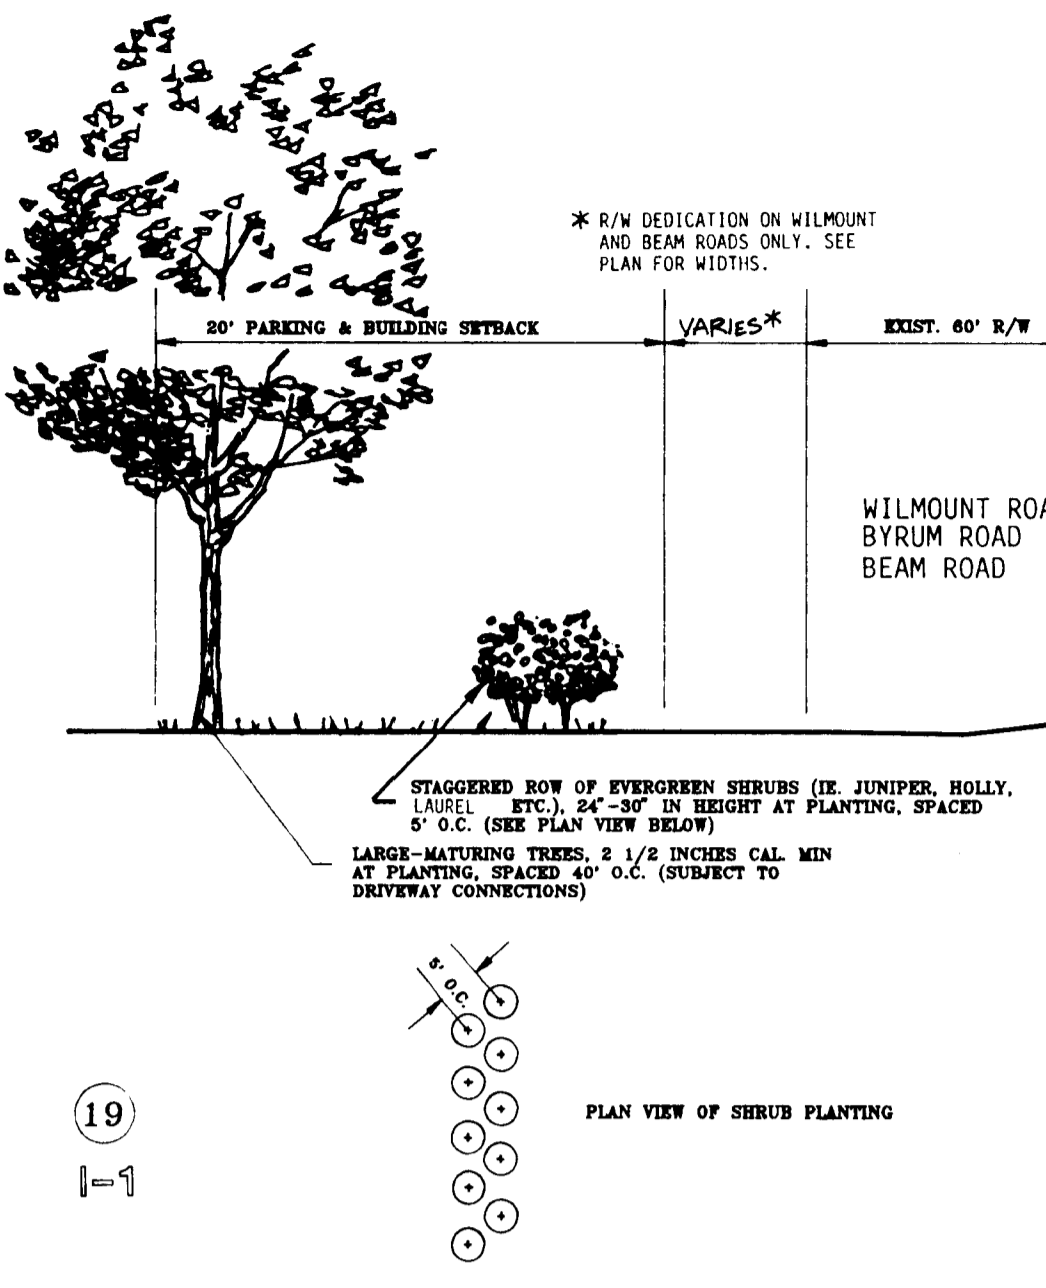 * R/W DEDICATION ON WILMOUNT
AND BEAM ROADS ONLY. SEE
PLAN FOR WIDTHS.
20' PARKING & BUILDING SETBACK
VARIES*
EXIST. 60' R/W
WILMOUNT ROA
BYRUM ROAD
BEAM ROAD
STAGGERED ROW OF EVERGREEN SHRUBS (IE. JUNIPER, HOLLY,
LAUREL ETC.), 24"-30" IN HEIGHT AT PLANTING, SPACED
5' O.C. (SEE PLAN VIEW BELOW)
LARGE-MATURING TREES, 2 1/2 INCHES CAL. MIN
AT PLANTING, SPACED 40' O.C. (SUBJECT TO
DRIVEWAY CONNECTIONS)
5' O.C.
PLAN VIEW OF SHRUB PLANTING
19
I-1